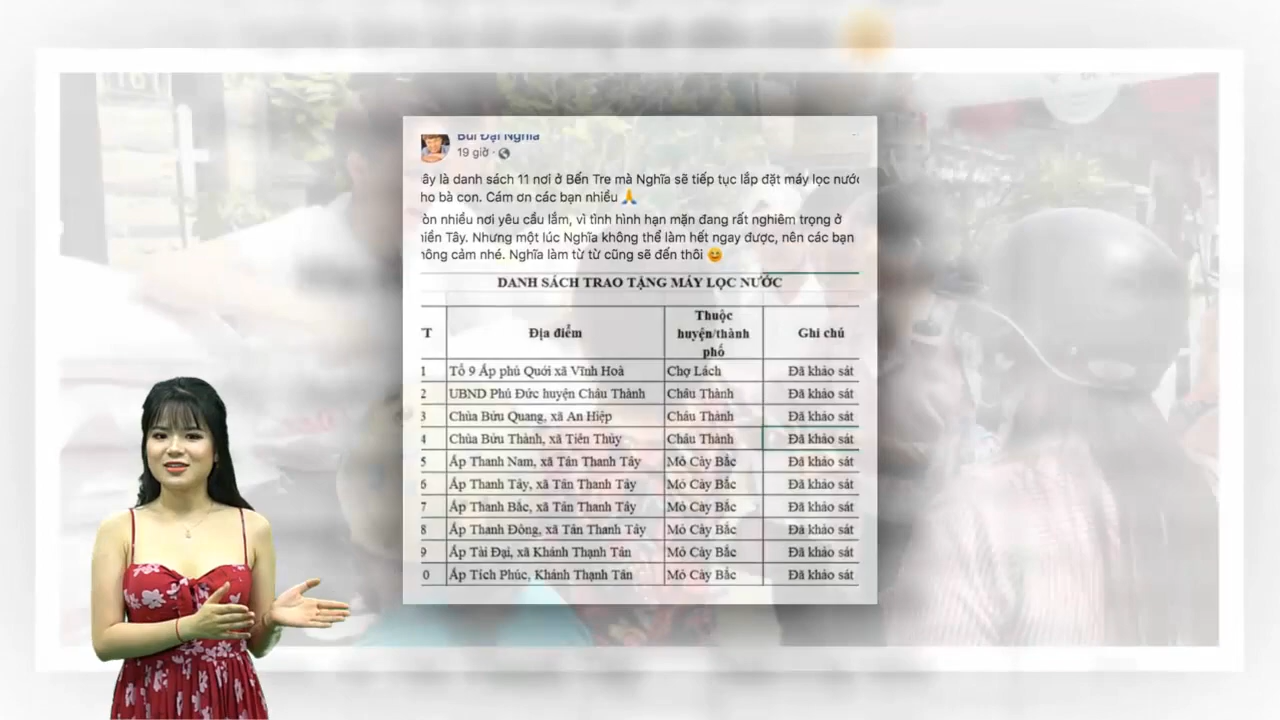 Bùi Đại Nghĩa
19 giờ ·
ây là danh sách 11 nơi ở Bến Tre mà Nghĩa sẽ tiếp tục lắp đặt máy lọc nước
ho bà con. Cám ơn các bạn nhiều 🙏
òn nhiều nơi yêu cầu lắm, vì tình hình hạn mặn đang rất nghiêm trọng ở
iền Tây. Nhưng một lúc Nghĩa không thể làm hết ngay được, nên các bạn
ông cảm nhé. Nghĩa làm từ từ cũng sẽ đến thôi 😊
DANH SÁCH TRAO TẶNG MÁY LỌC NƯỚC
T Địa điểm Thuộc huyện/thành phố Ghi chú
1 Tổ 9 Ấp phú Quới xã Vĩnh Hoà Chợ Lách Đã khảo sát
2 UBND Phú Đức huyện Châu Thành Châu Thành Đã khảo sát
3 Chùa Bửu Quang, xã An Hiệp Châu Thành Đã khảo sát
4 Chùa Bửu Thành, xã Tiên Thủy Châu Thành Đã khảo sát
5 Ấp Thanh Nam, xã Tân Thanh Tây Mỏ Cày Bắc Đã khảo sát
6 Ấp Thanh Tây, xã Tân Thanh Tây Mỏ Cày Bắc Đã khảo sát
7 Ấp Thanh Bắc, xã Tân Thanh Tây Mỏ Cày Bắc Đã khảo sát
8 Ấp Thanh Đông, xã Tân Thanh Tây Mỏ Cày Bắc Đã khảo sát
9 Ấp Tài Đại, xã Khánh Thạnh Tân Mỏ Cày Bắc Đã khảo sát
0 Ấp Tích Phúc, Khánh Thạnh Tân Mỏ Cày Bắc Đã khảo sát